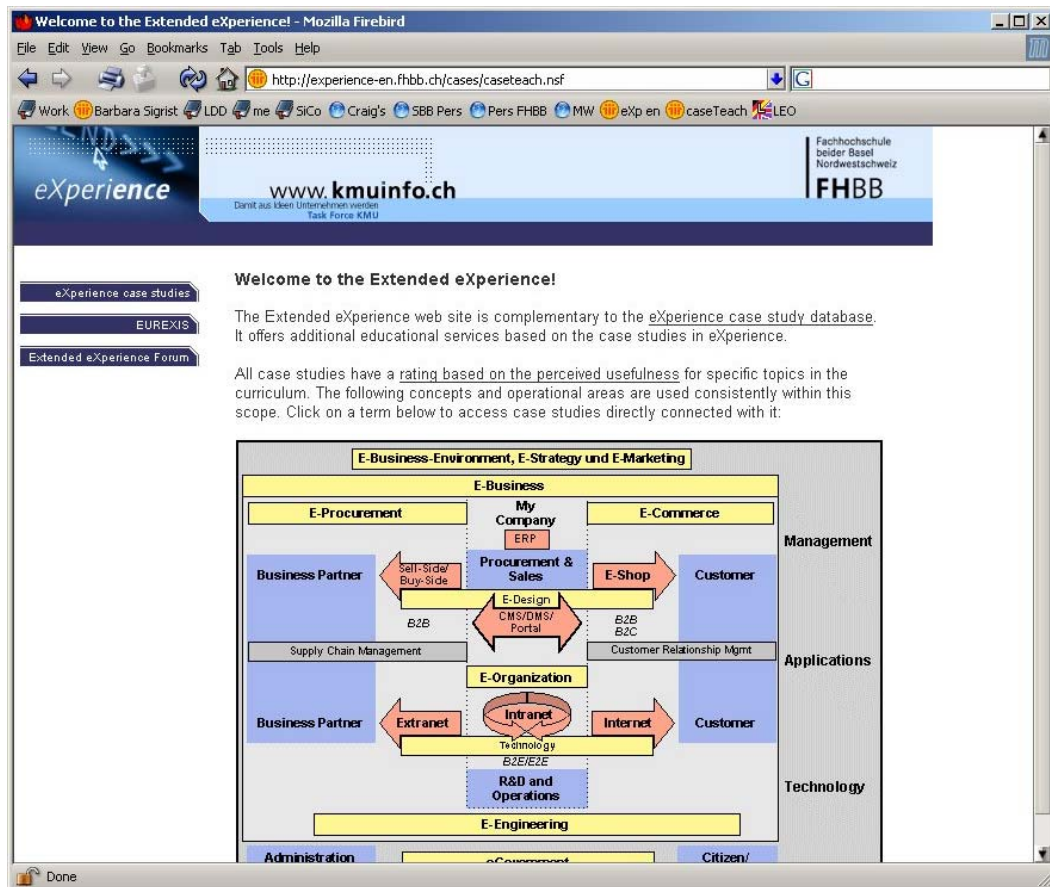 Welcome to the Extended eXperience! - Mozilla Firebird
File Edit View Go Bookmarks Tab Tools Help
http://experience-en.fhbb.ch/cases/caseteach.nsf
G
Work Barbara Sigrist LDD me SiCo Craig's SBB Pers Pers FHBB MW eXp en caseTeach LEO
eXperience
www.kmuinfo.ch
Damit aus Ideen Unternehmen werden
Task Force KMU
Fachhochschule
beider Basel
Nordwestschweiz
FHBB
eXperience case studies
EUREXIS
Extended eXperience Forum
Welcome to the Extended eXperience!
The Extended eXperience web site is complementary to the eXperience case study database.
It offers additional educational services based on the case studies in eXperience.
All case studies have a rating based on the perceived usefulness for specific topics in the
curriculum. The following concepts and operational areas are used consistently within this
scope. Click on a term below to access case studies directly connected with it:
E-Business-Environment, E-Strategy und E-Marketing
E-Business
E-Procurement
My
Company
E-Commerce
ERP
Management
Business Partner
Sell-Side/
Buy-Side
Procurement &
Sales
E-Shop
Customer
E-Design
B2B
CMS/DMS/
Portal
B2B
B2C
Supply Chain Management
Customer Relationship Mgmt
Applications
E-Organization
Business Partner
Extranet
Intranet
Internet
Customer
Technology
B2E/E2E
R&D and
Operations
Technology
E-Engineering
Administration
eGovernment
Citizen/
Done